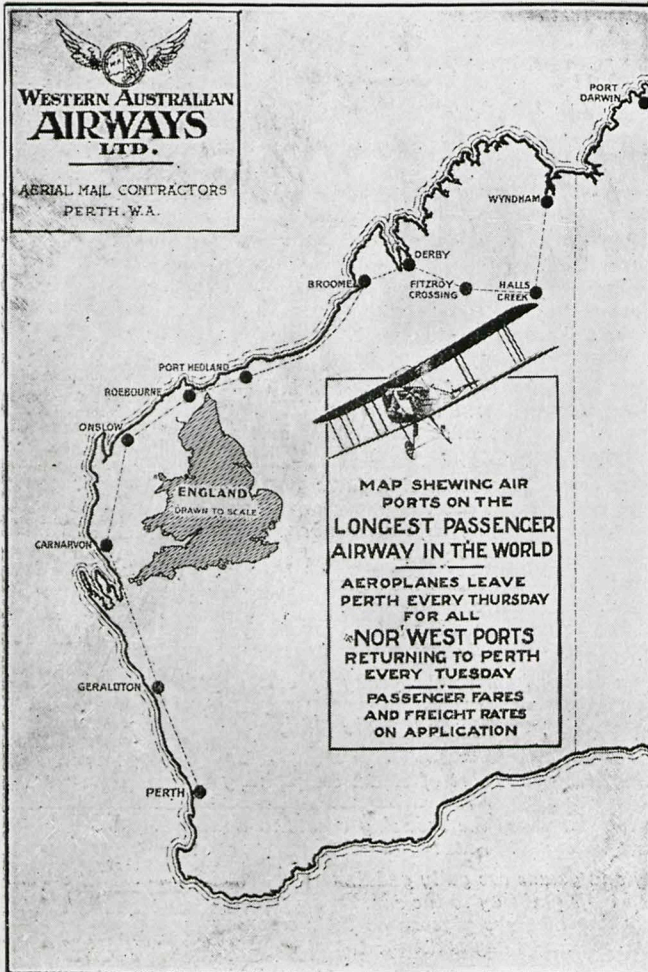 WESTERN AUSTRALIAN
AIRWAYS
LTD.
AERIAL MAIL CONTRACTORS
PERTH. W.A.
PORT
DARWIN
WYNDHAM
DERBY
BROOME
FITZROY
CROSSING
HALLS
CREEK
PORT HEDLAND
ROEBOURNE
ONSLOW
ENGLAND
DRAWN TO SCALE
CARNARVON
GERALDTON
PERTH
MAP SHEWING AIR
PORTS ON THE
LONGEST PASSENGER
AIRWAY IN THE WORLD
AEROPLANES LEAVE
PERTH EVERY THURSDAY
FOR ALL
NOR'WEST PORTS
RETURNING TO PERTH
EVERY TUESDAY
PASSENGER FARES
AND FREIGHT RATES
ON APPLICATION